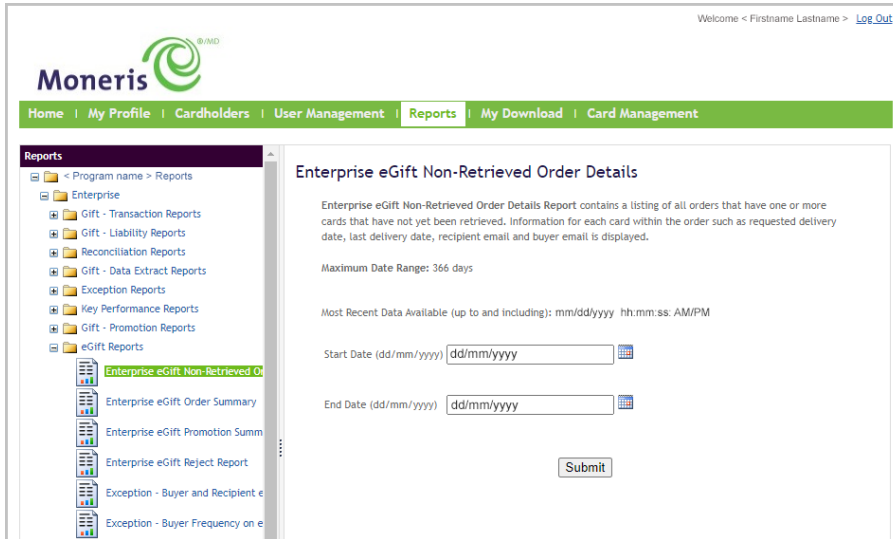 Welcome < Firstname Lastname > Log Out
®/MD
Moneris
Home | My Profile | Cardholders | User Management | Reports | My Download | Card Management
Reports
< Program name > Reports
Enterprise
Gift - Transaction Reports
Gift - Liability Reports
Reconciliation Reports
Gift - Data Extract Reports
Exception Reports
Key Performance Reports
Gift - Promotion Reports
eGift Reports
Enterprise eGift Non-Retrieved Or
Enterprise eGift Order Summary
Enterprise eGift Promotion Summ
Enterprise eGift Reject Report
Exception - Buyer and Recipient e
Exception - Buyer Frequency on e
Enterprise eGift Non-Retrieved Order Details
Enterprise eGift Non-Retrieved Order Details Report contains a listing of all orders that have one or more
cards that have not yet been retrieved. Information for each card within the order such as requested delivery
date, last delivery date, recipient email and buyer email is displayed.
Maximum Date Range: 366 days
Most Recent Data Available (up to and including): mm/dd/yyyy hh:mm:ss: AM/PM
Start Date (dd/mm/yyyy) dd/mm/yyyy
End Date (dd/mm/yyyy) dd/mm/yyyy
Submit